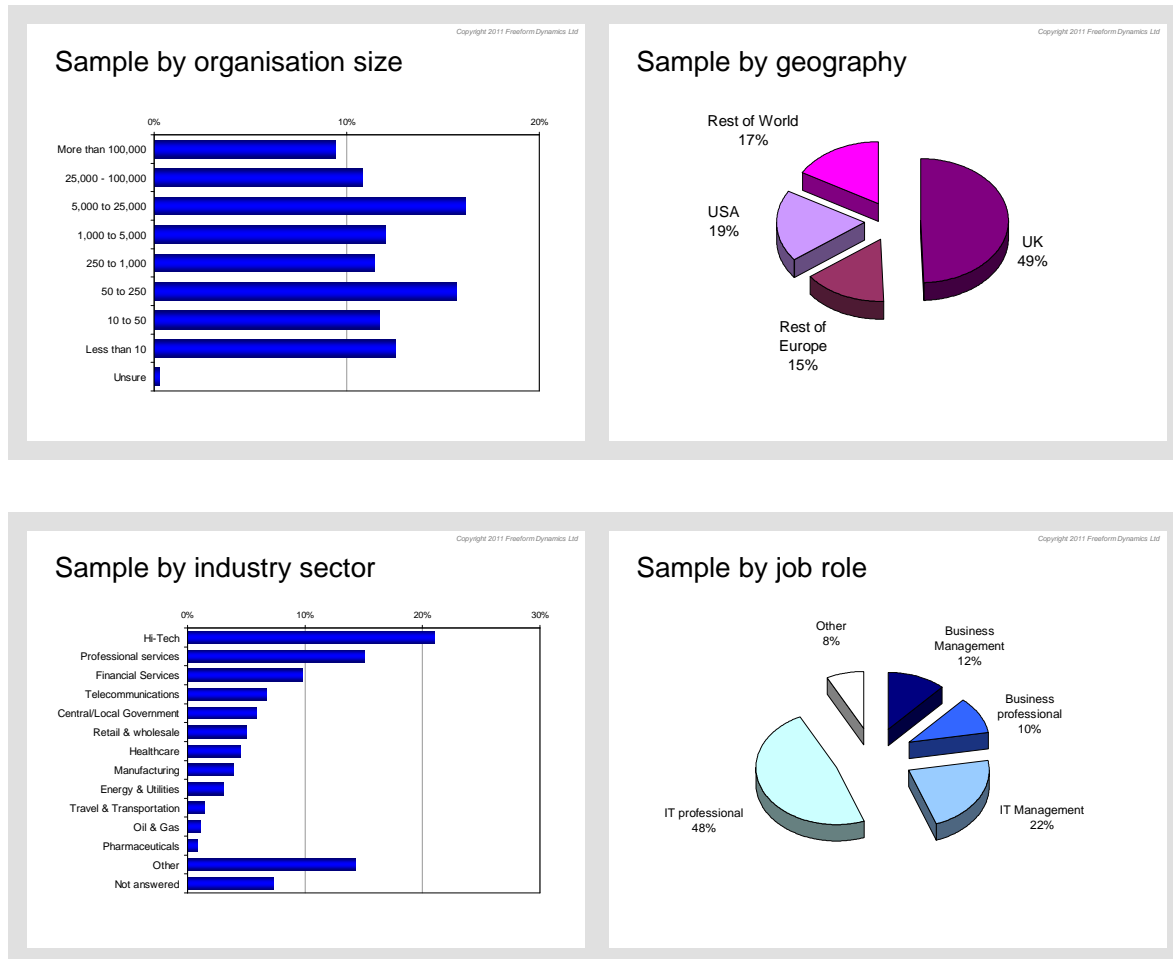 Copyright 2011 Freeform Dynamics Ltd
Sample by organisation size
0%
10%
20%
More than 100,000
25,000 - 100,000
5,000 to 25,000
1,000 to 5,000
250 to 1,000
50 to 250
10 to 50
Less than 10
Unsure
Copyright 2011 Freeform Dynamics Ltd
Sample by geography
Rest of World
17%
USA
19%
UK
49%
Rest of
Europe
15%
Copyright 2011 Freeform Dynamics Ltd
Sample by industry sector
0%
10%
20%
30%
Hi-Tech
Professional services
Financial Services
Telecommunications
Central/Local Government
Retail & wholesale
Healthcare
Manufacturing
Energy & Utilities
Travel & Transportation
Oil & Gas
Pharmaceuticals
Other
Not answered
Copyright 2011 Freeform Dynamics Ltd
Sample by job role
Other
8%
Business
Management
12%
Business
professional
10%
IT professional
48%
IT Management
22%